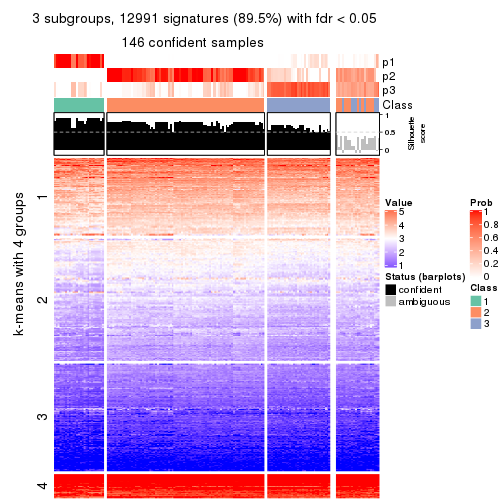 3 subgroups, 12991 signatures (89.5%) with fdr < 0.05
146 confident samples
p1
p2
p3
Class
1
0.5
0
Silhouette
score
k-means with 4 groups
1
2
3
4
Value
5
4
3
2
1
Status (barplots)
confident
ambiguous
Prob
1
0.8
0.6
0.4
0.2
0
Class
1
2
3